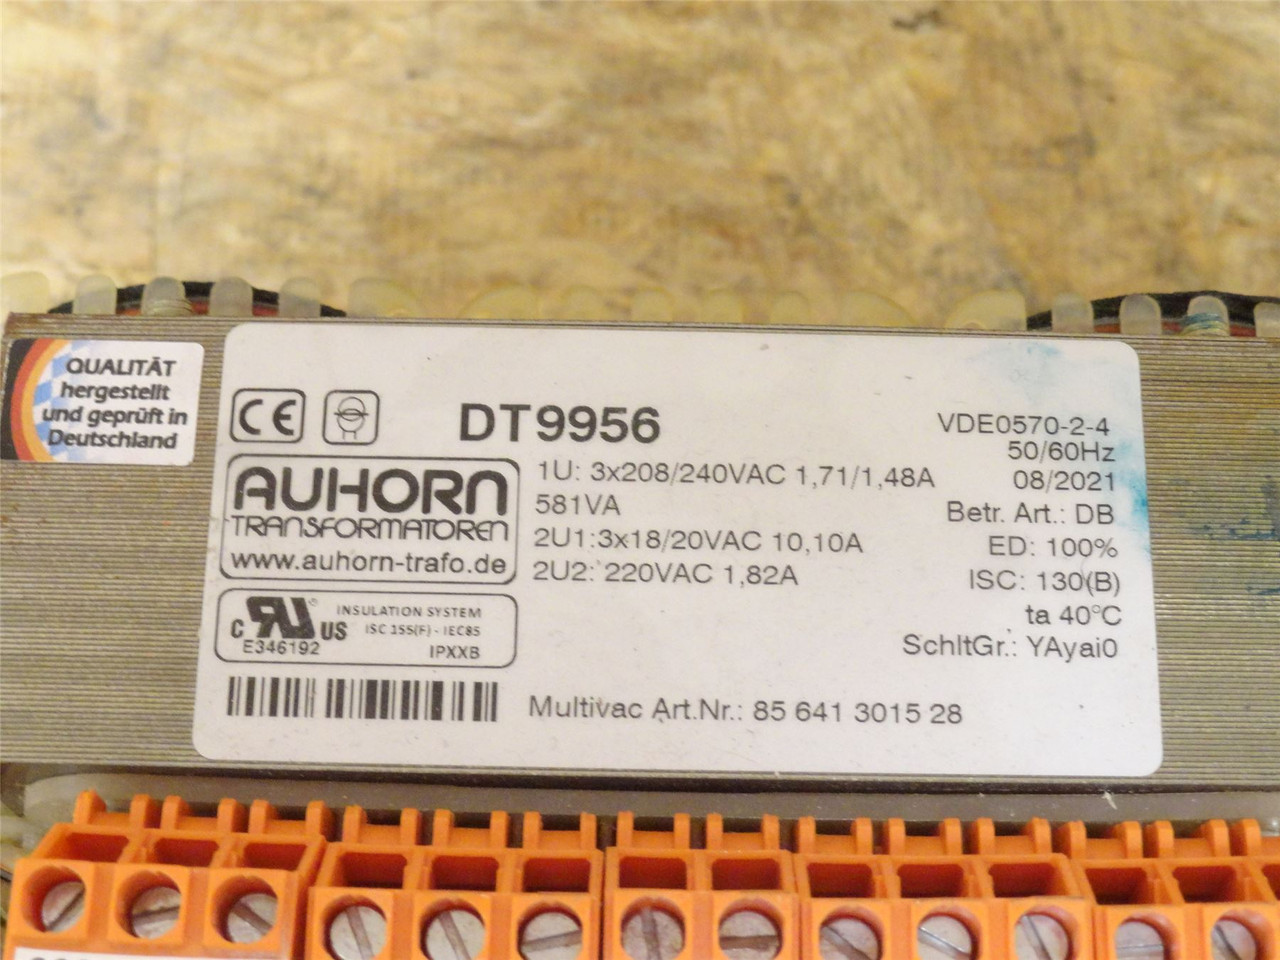 QUALITÄT
hergestellt
und geprüft in
Deutschland
CE
DT9956
AUHORN
TRANSFORMATOREN
www.auhorn-trafo.de
1U: 3x208/240VAC 1,71/1,48A
581VA
2U1:3x18/20VAC 10,10A
2U2: 220VAC 1,82A
VDE0570-2-4
50/60Hz
08/2021
Betr. Art.: DB
ED: 100%
ISC: 130(B)
ta 40°C
SchltGr.: YAyai0
c RU ® US
E346192
INSULATION SYSTEM
ISC 155(F) - IEC85
IPXXB
Multivac Art.Nr.: 85 641 3015 28